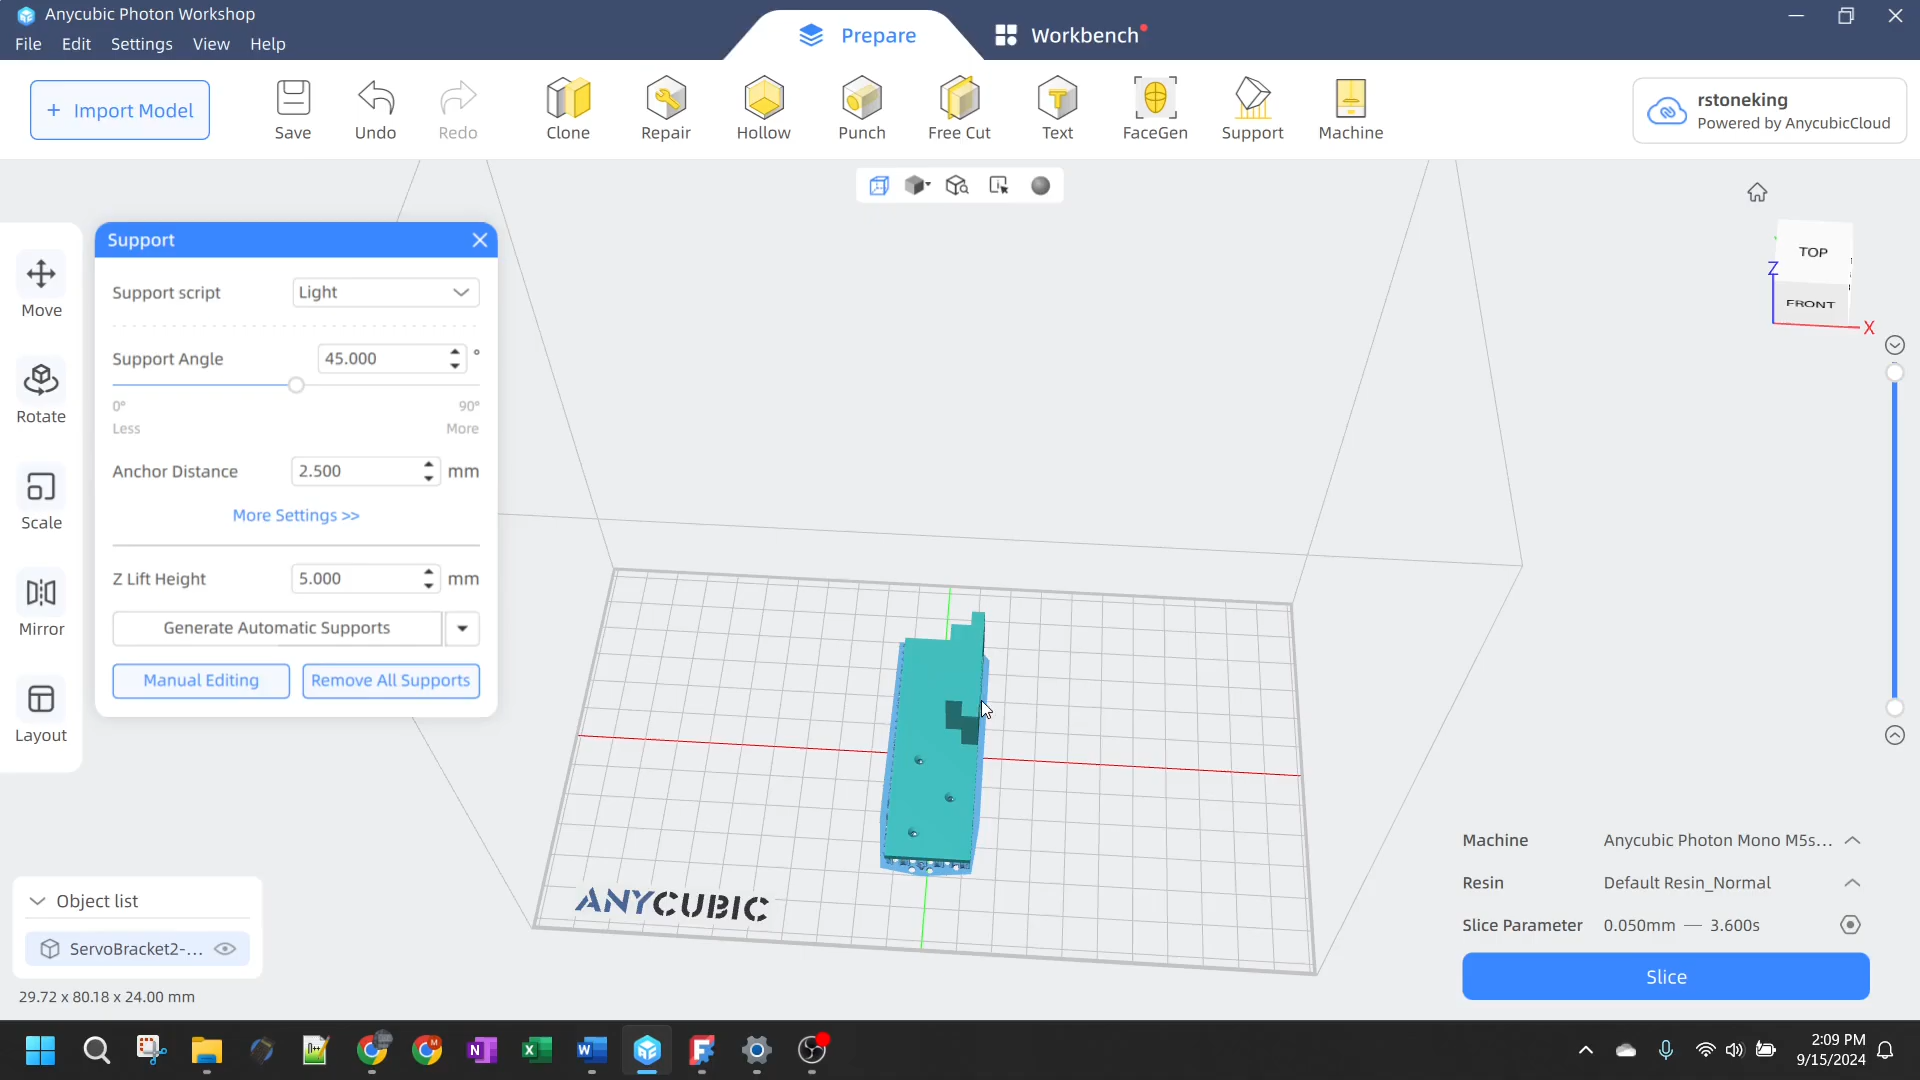 Anycubic Photon Workshop
File Edit Settings View Help
Prepare
Workbench
+ Import Model
Save
Undo
Redo
Clone
Repair
Hollow
Punch
Free Cut
Text
FaceGen
Support
Machine
rstoneking
Powered by AnycubicCloud
TOP
FRONT
Z
X
Move
Rotate
Scale
Mirror
Layout
Support
Support script Light
Support Angle 45.000 °
0° 90°
Less More
Anchor Distance 2.500 mm
More Settings >>
Z Lift Height 5.000 mm
Generate Automatic Supports
Manual Editing Remove All Supports
ANYCUBIC
Object list
ServoBracket2-...
29.72 x 80.18 x 24.00 mm
Machine Anycubic Photon Mono M5s...
Resin Default Resin_Normal
Slice Parameter 0.050mm — 3.600s
Slice
2:09 PM
9/15/2024